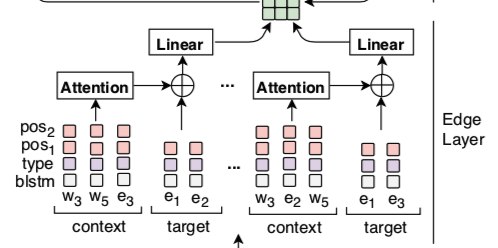 Linear Linear
Attention ... Attention
Edge
Layer
pos2
pos1
type
blstm ...
w3 w5 e3 e1 e2 w3 e2 w5 e1 e3
context target context target